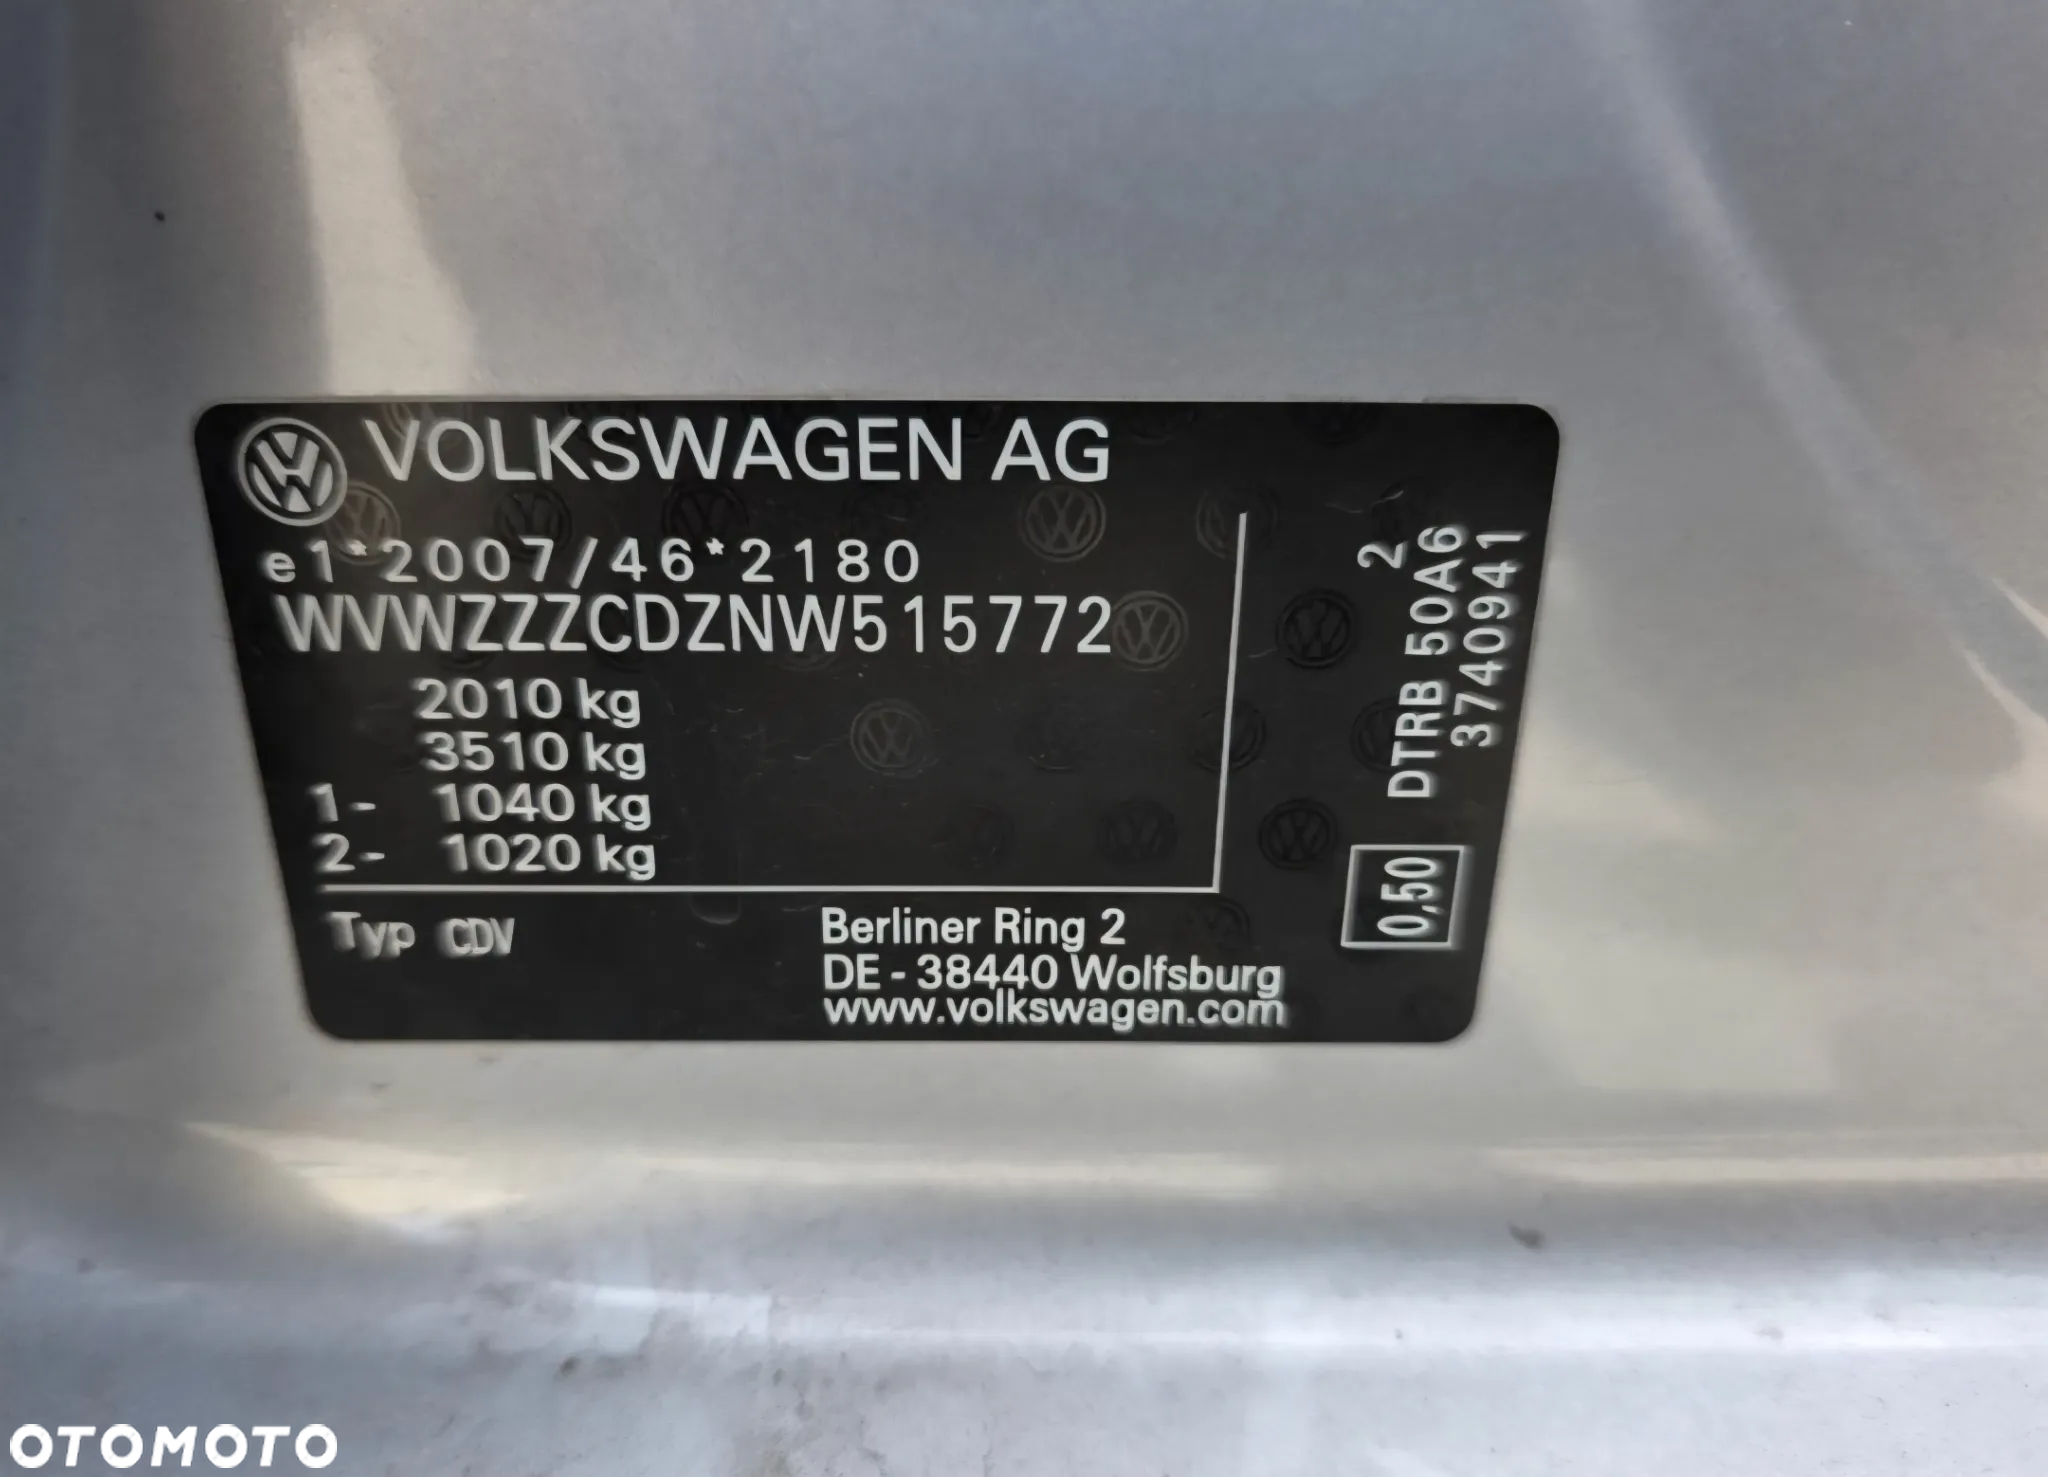 VOLKSWAGEN AG
e1*2007/46*2180
WVWZZZCDZNW515772
2010 kg
3510 kg
1- 1040 kg
2- 1020 kg
Typ CDV
Berliner Ring 2
DE - 38440 Wolfsburg
www.volkswagen.com
2
DTRB 50A6
3740941
0,50
OTOMOTO